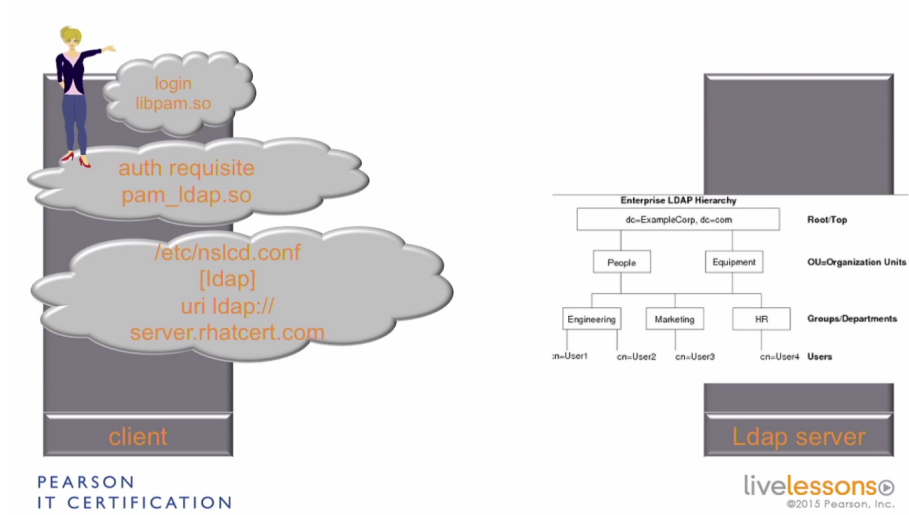 login
libpam.so
auth requisite
pam_ldap.so
/etc/nslcd.conf
[ldap]
uri ldap://
server.rhatcert.com
client
Enterprise LDAP Hierarchy
dc=ExampleCorp, dc=com
Root/Top
People
Equipment
OU=Organization Units
Engineering
Marketing
HR
Groups/Departments
cn=User1
cn=User2
cn=User3
cn=User4
Users
Ldap server
PEARSON
IT CERTIFICATION
livelessons
©2015 Pearson, Inc.